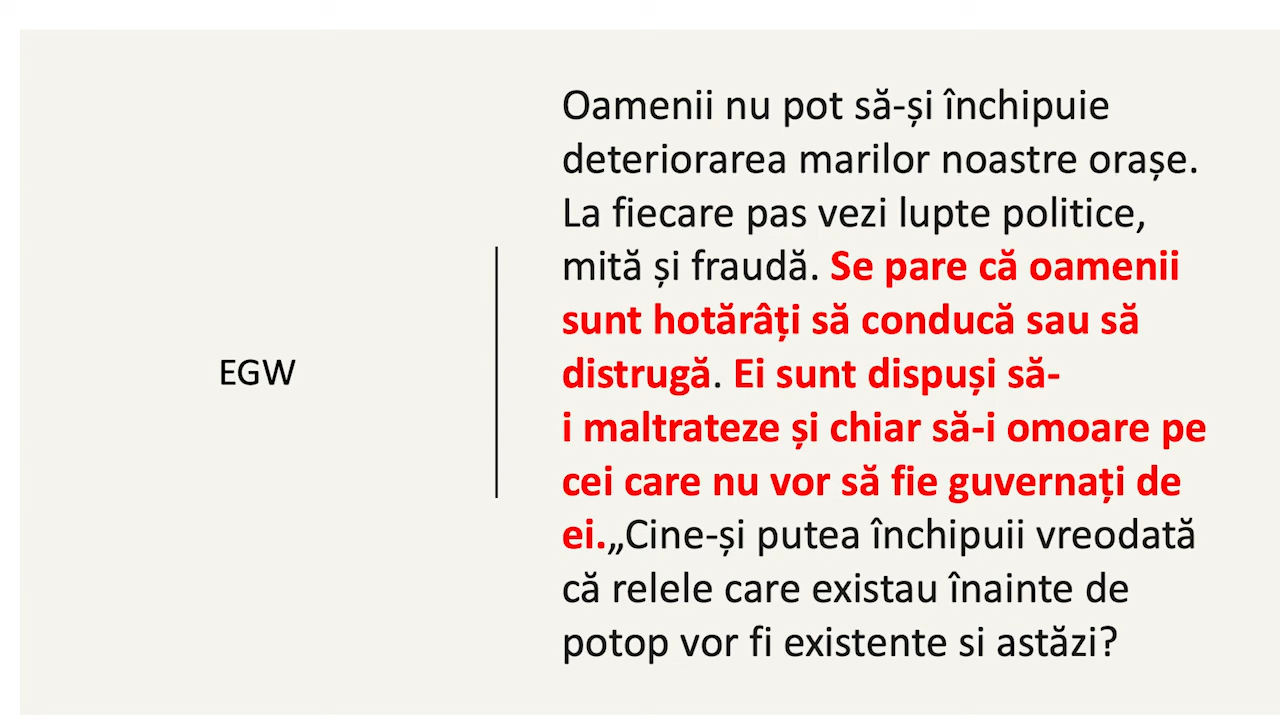 EGW
Oamenii nu pot să-și închipuie
deteriorarea marilor noastre orașe.
La fiecare pas vezi lupte politice,
mită și fraudă. Se pare că oamenii
sunt hotărâți să conducă sau să
distrugă. Ei sunt dispuși să-
i maltrateze și chiar să-i omoare pe
cei care nu vor să fie guvernați de
ei.„Cine-și putea închipuii vreodată
că relele care existau înainte de
potop vor fi existente si astăzi?